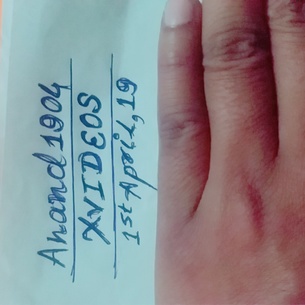 Anand1904
XVIDEOS
1st April, 19